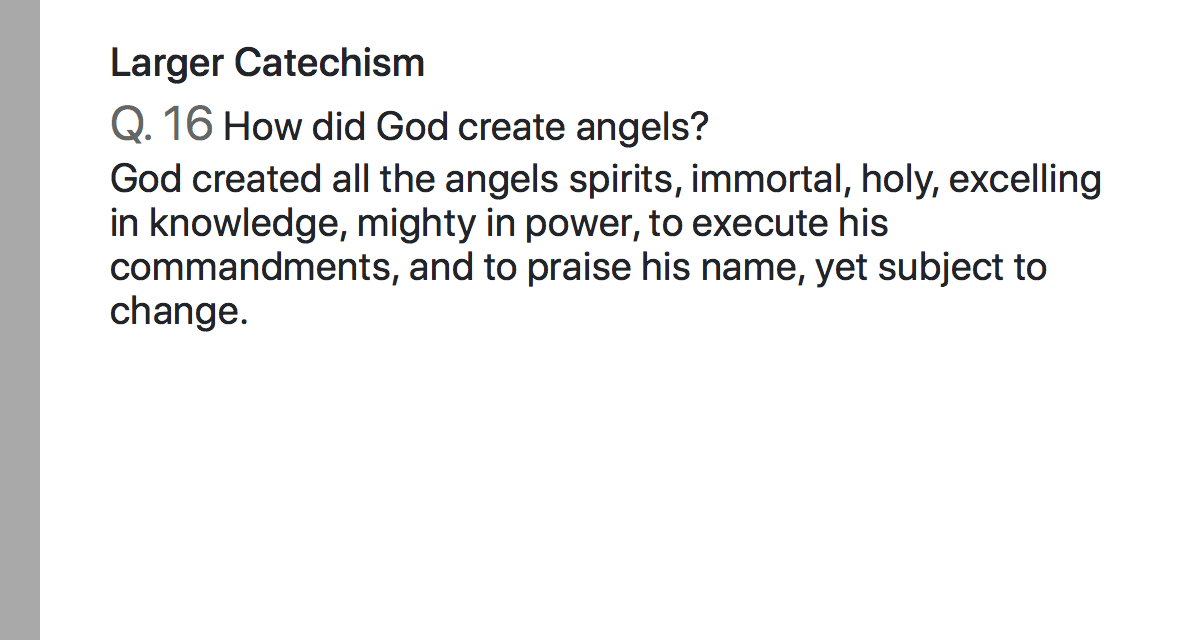 Larger Catechism
Q. 16 How did God create angels?
God created all the angels spirits, immortal, holy, excelling
in knowledge, mighty in power, to execute his
commandments, and to praise his name, yet subject to
change.